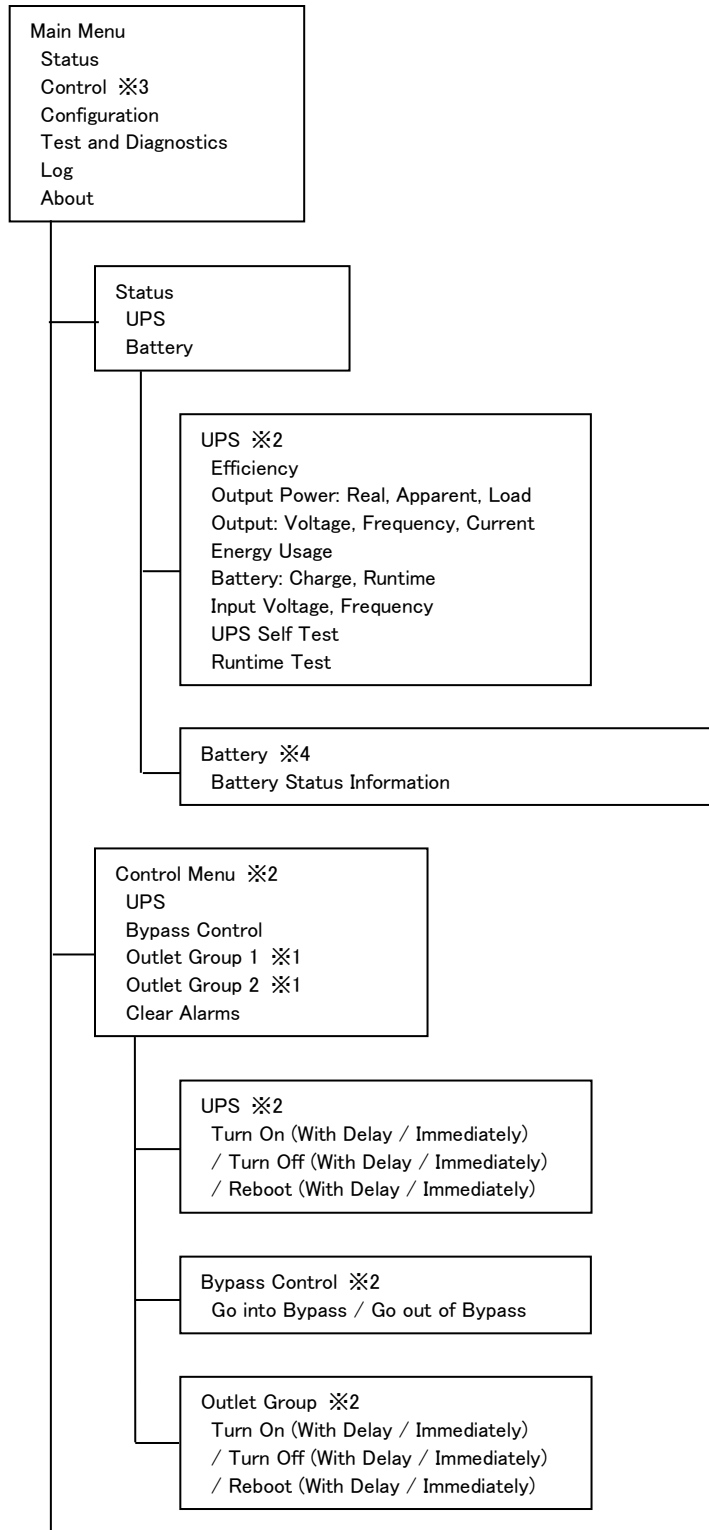 Main Menu
Status
Control ※3
Configuration
Test and Diagnostics
Log
About
Status
UPS
Battery
UPS ※2
Efficiency
Output Power: Real, Apparent, Load
Output: Voltage, Frequency, Current
Energy Usage
Battery: Charge, Runtime
Input Voltage, Frequency
UPS Self Test
Runtime Test
Battery ※4
Battery Status Information
Control Menu ※2
UPS
Bypass Control
Outlet Group 1 ※1
Outlet Group 2 ※1
Clear Alarms
UPS ※2
Turn On (With Delay / Immediately)
/ Turn Off (With Delay / Immediately)
/ Reboot (With Delay / Immediately)
Bypass Control ※2
Go into Bypass / Go out of Bypass
Outlet Group ※2
Turn On (With Delay / Immediately)
/ Turn Off (With Delay / Immediately)
/ Reboot (With Delay / Immediately)